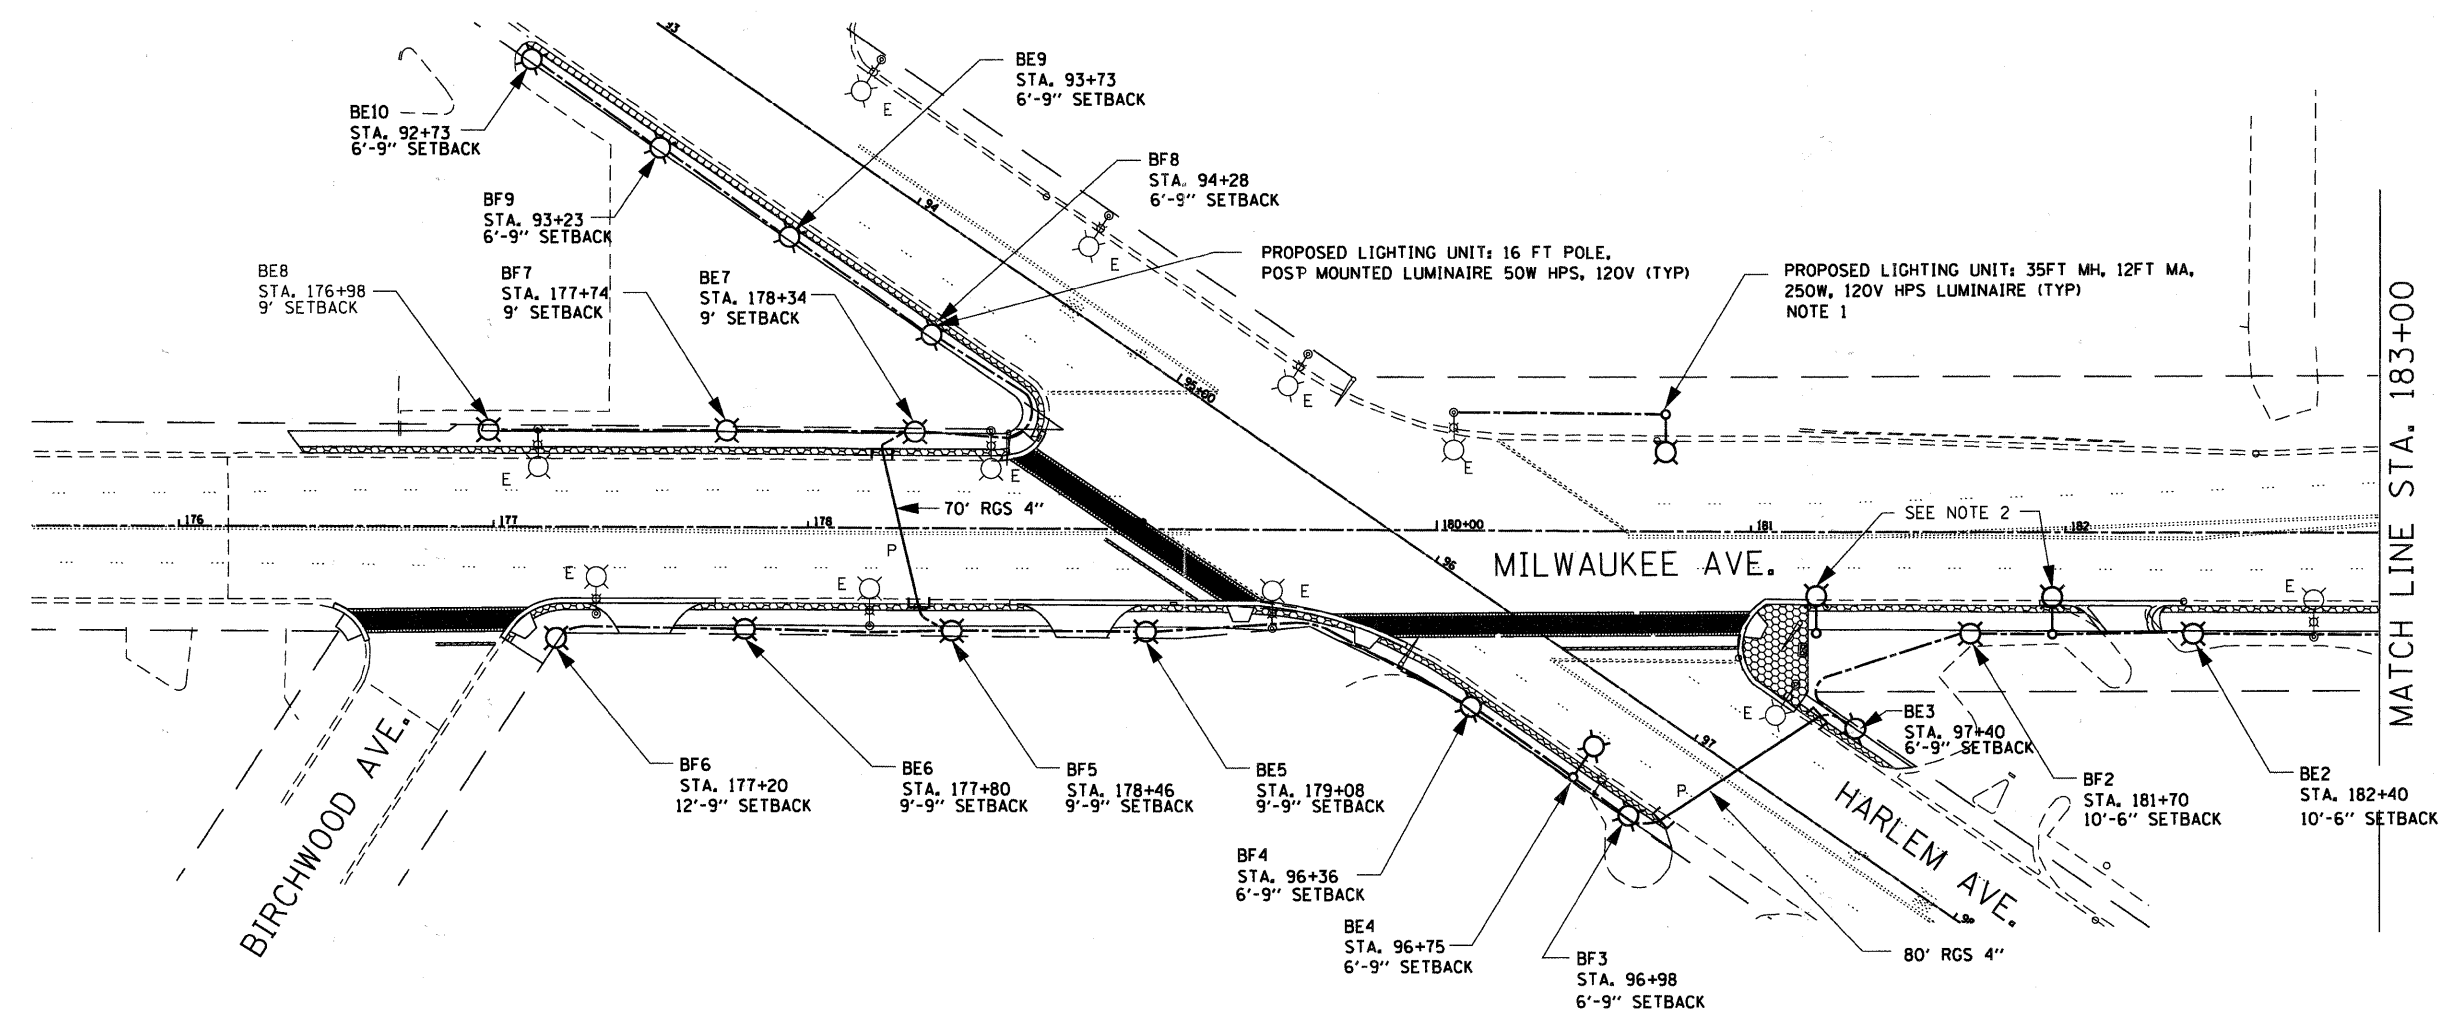 93
BE9
STA. 93+73
6'-9" SETBACK
E
BE10
STA. 92+73
6'-9" SETBACK
BF8
STA. 94+28
6'-9" SETBACK
BF9
STA. 93+23
6'-9" SETBACK
94
E
PROPOSED LIGHTING UNIT: 16 FT POLE,
POST MOUNTED LUMINAIRE 50W HPS, 120V (TYP)
PROPOSED LIGHTING UNIT: 35FT MH, 12FT MA,
250W, 120V HPS LUMINAIRE (TYP)
NOTE 1
BE8
STA. 176+98
9' SETBACK
BF7
STA. 177+74
9' SETBACK
BE7
STA. 178+34
9' SETBACK
MATCH LINE STA. 183+00
95+00
E
E
E
E
70' RGS 4"
SEE NOTE 2
176
177
178
180+00
181
182
P
96
MILWAUKEE AVE.
E
E
E
E
BIRCHWOOD AVE.
E
BE3
STA. 97+40
6'-9" SETBACK
97
BF6
STA. 177+20
12'-9" SETBACK
BE6
STA. 177+80
9'-9" SETBACK
BF5
STA. 178+46
9'-9" SETBACK
BE5
STA. 179+08
9'-9" SETBACK
P
BF2
STA. 181+70
10'-6" SETBACK
BE2
STA. 182+40
10'-6" SETBACK
HARLEM AVE.
BF4
STA. 96+36
6'-9" SETBACK
BE4
STA. 96+75
6'-9" SETBACK
BF3
STA. 96+98
6'-9" SETBACK
80' RGS 4"
98